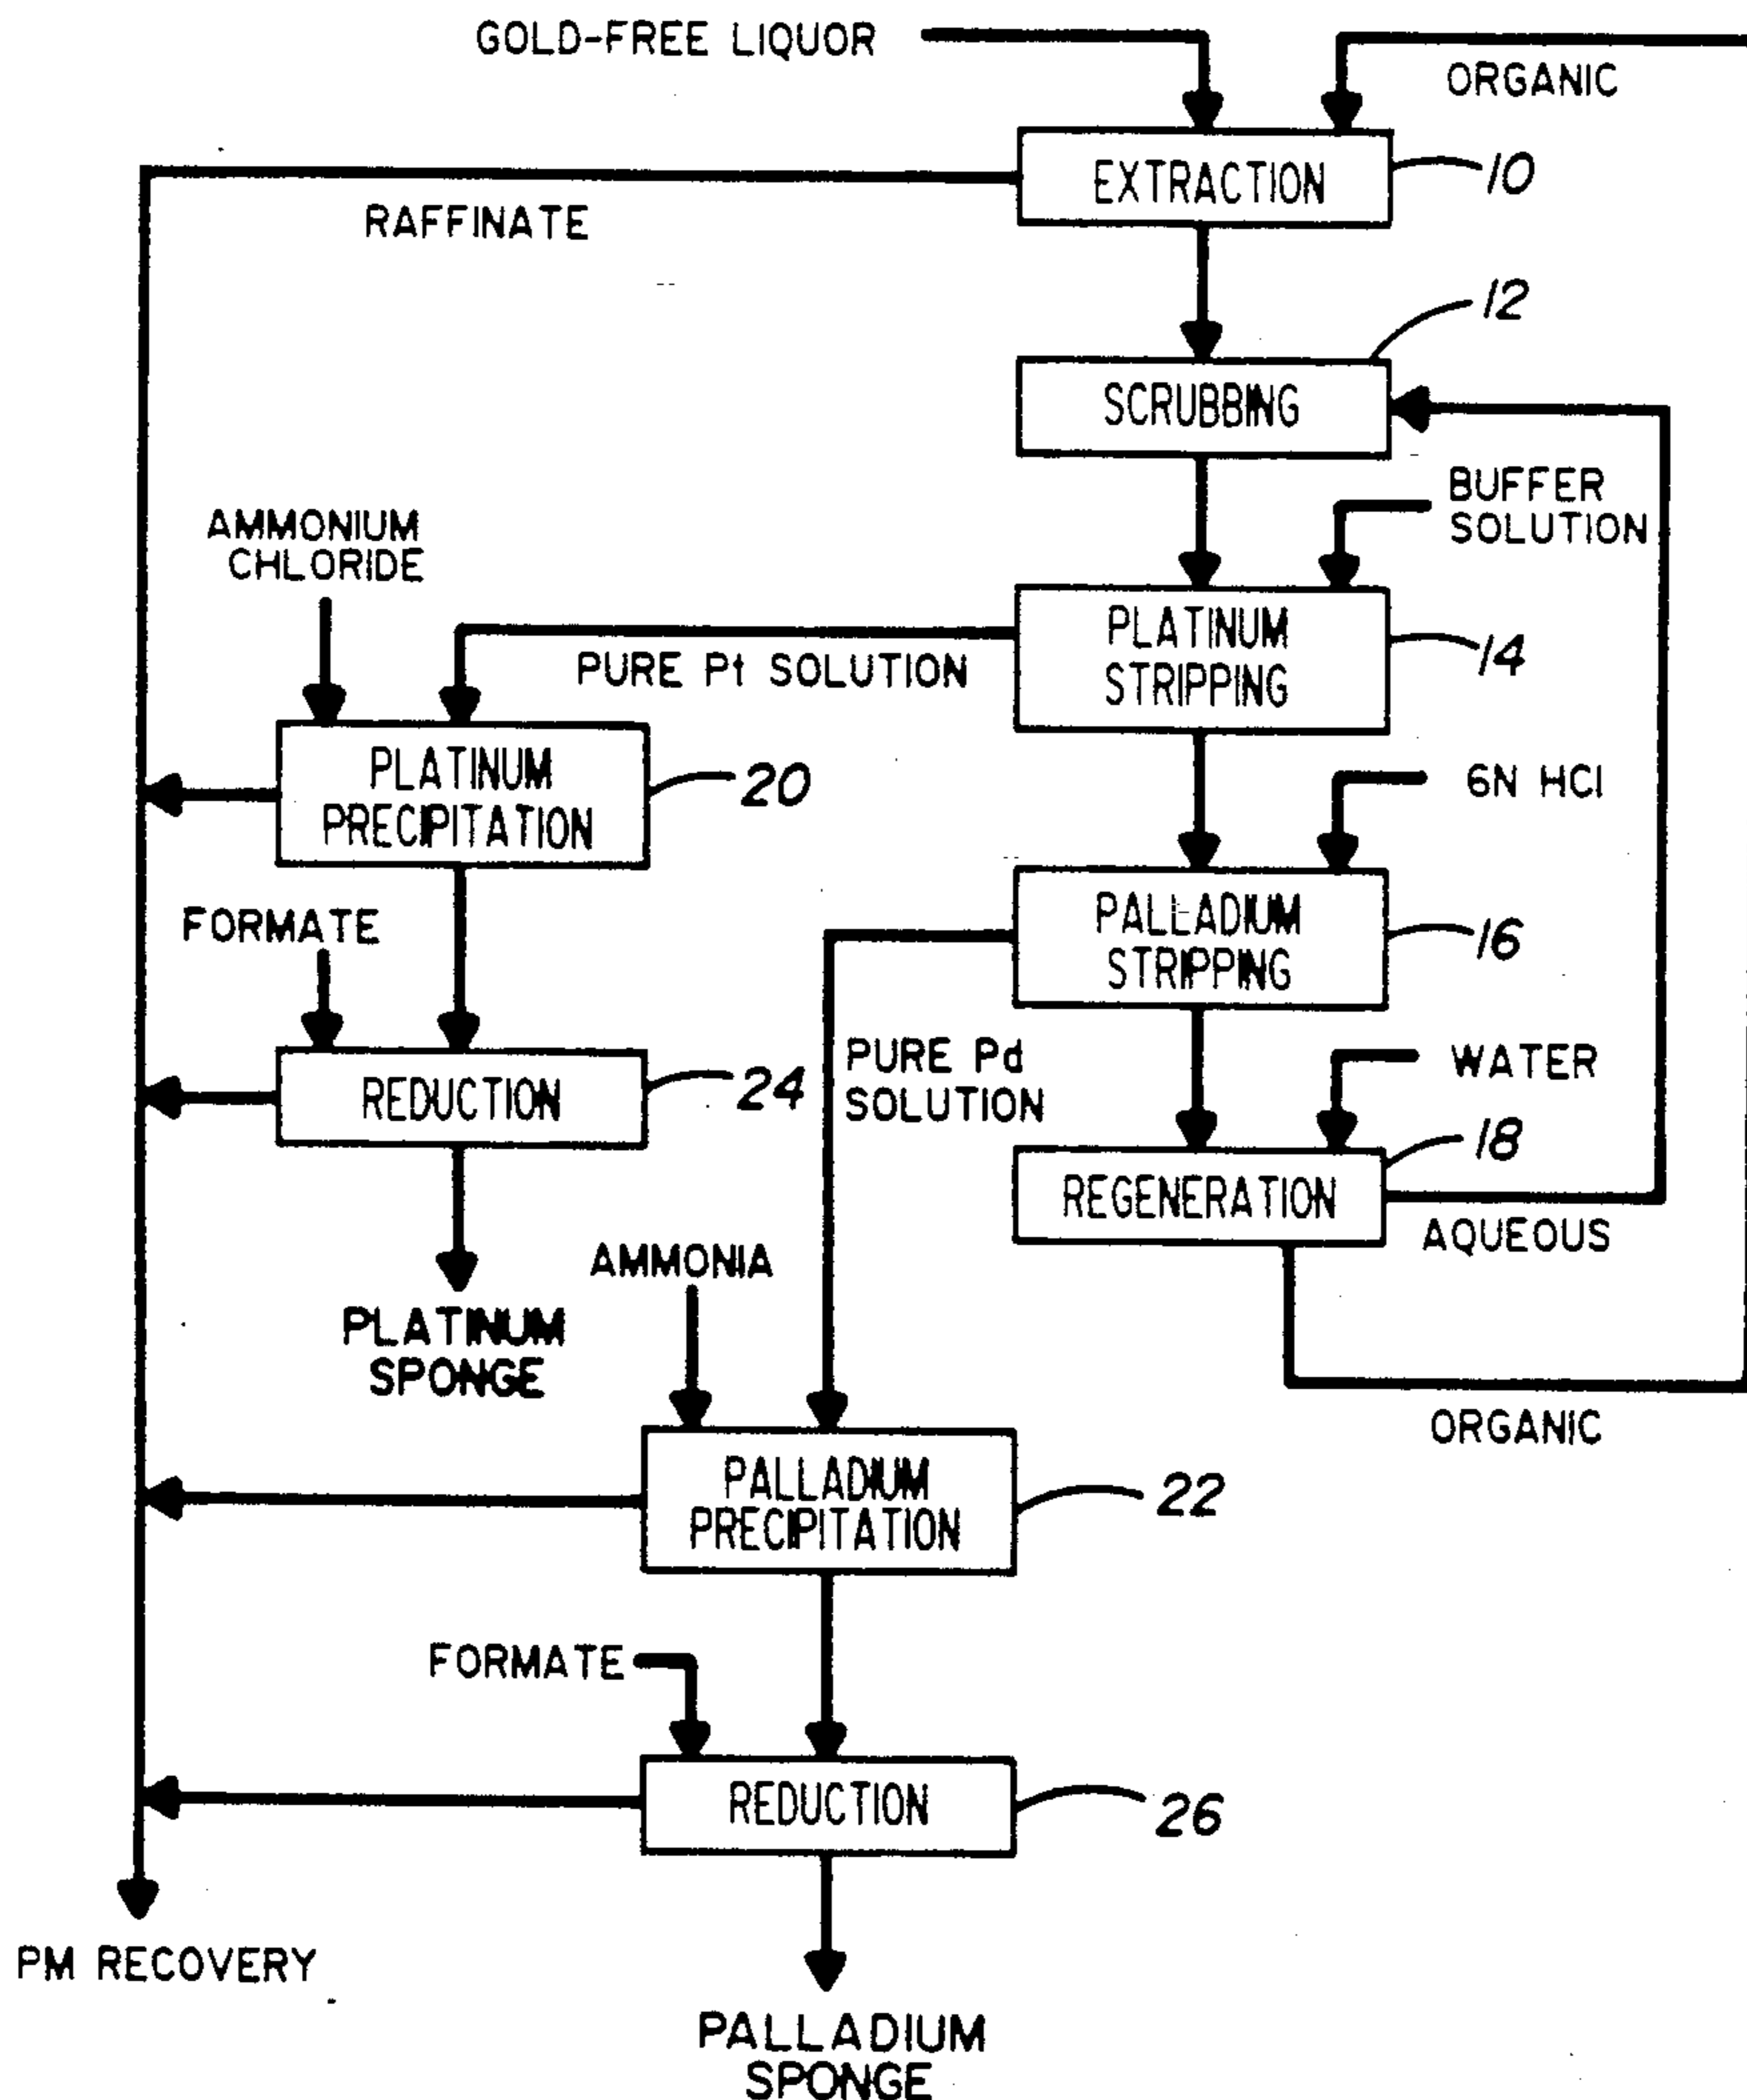 GOLD-FREE LIQUOR
ORGANIC
EXTRACTION
10
RAFFINATE
12
SCRUBBING
BUFFER
SOLUTION
AMMONIUM
CHLORIDE
PLATINUM
STRIPPING
14
PURE Pt SOLUTION
PLATINUM
PRECIPITATION
20
6N HCl
PALLADIUM
STRIPPING
16
FORMATE
PURE Pd
SOLUTION
WATER
REDUCTION
24
18
REGENERATION
AQUEOUS
AMMONIA
PLATINUM
SPONGE
ORGANIC
PALLADIUM
PRECIPITATION
22
FORMATE
REDUCTION
26
PM RECOVERY
PALLADIUM
SPONGE